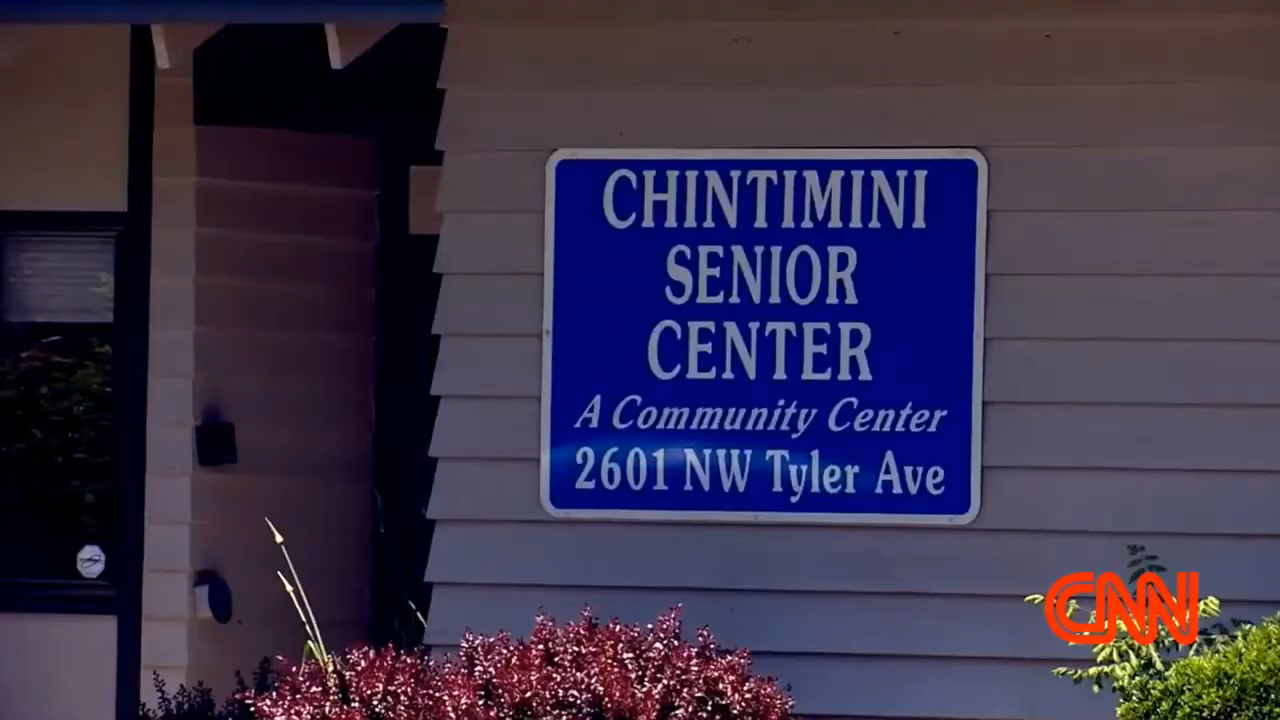 CHINTIMINI
SENIOR
CENTER
A Community Center
2601 NW Tyler Ave
CNN